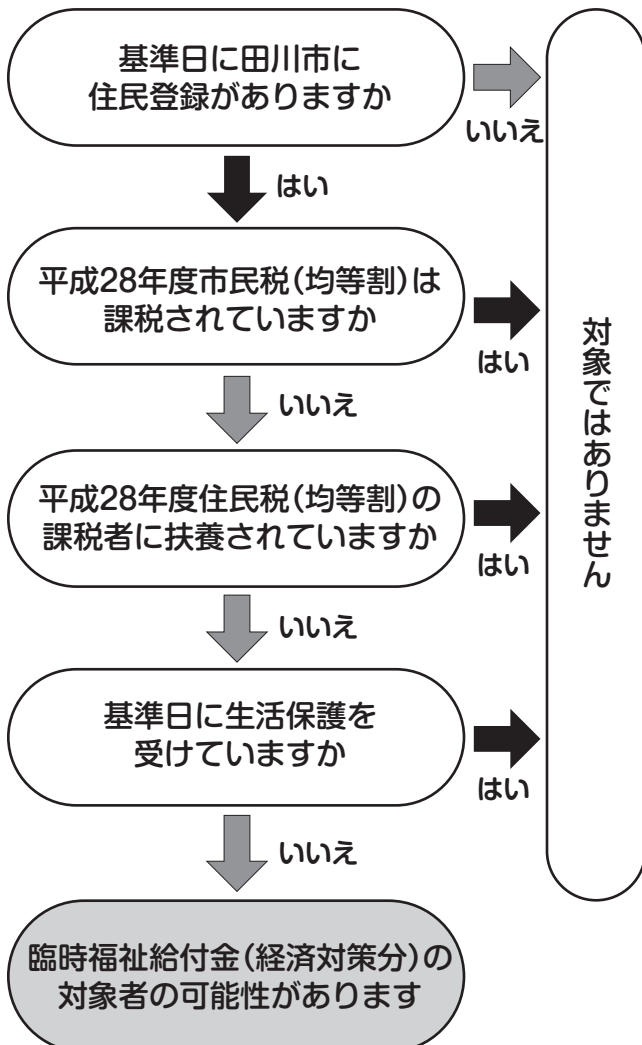 基準日に田川市に
住民登録がありますか
いいえ
はい
平成28年度市民税(均等割)は
課税されていますか
はい
いいえ
平成28年度住民税(均等割)の
課税者に扶養されていますか
はい
いいえ
基準日に生活保護を
受けていますか
はい
いいえ
臨時福祉給付金(経済対策分)の
対象者の可能性があります
対象ではありません